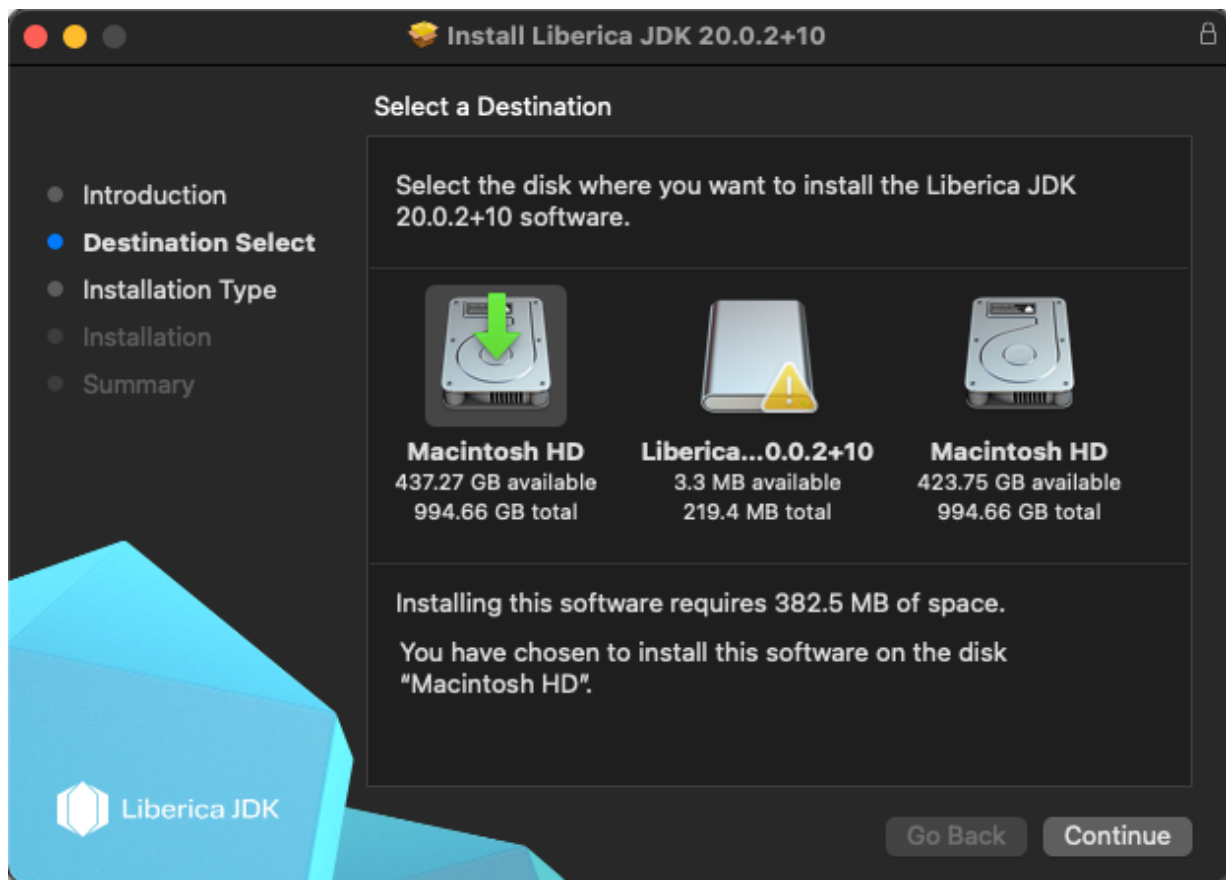 Install Liberica JDK 20.0.2+10
Select a Destination
Introduction
Destination Select
Installation Type
Installation
Summary
Select the disk where you want to install the Liberica JDK
20.0.2+10 software.
Macintosh HD
437.27 GB available
994.66 GB total
Liberica...0.0.2+10
3.3 MB available
219.4 MB total
Macintosh HD
423.75 GB available
994.66 GB total
Installing this software requires 382.5 MB of space.
You have chosen to install this software on the disk
“Macintosh HD”.
Liberica JDK
Go Back
Continue